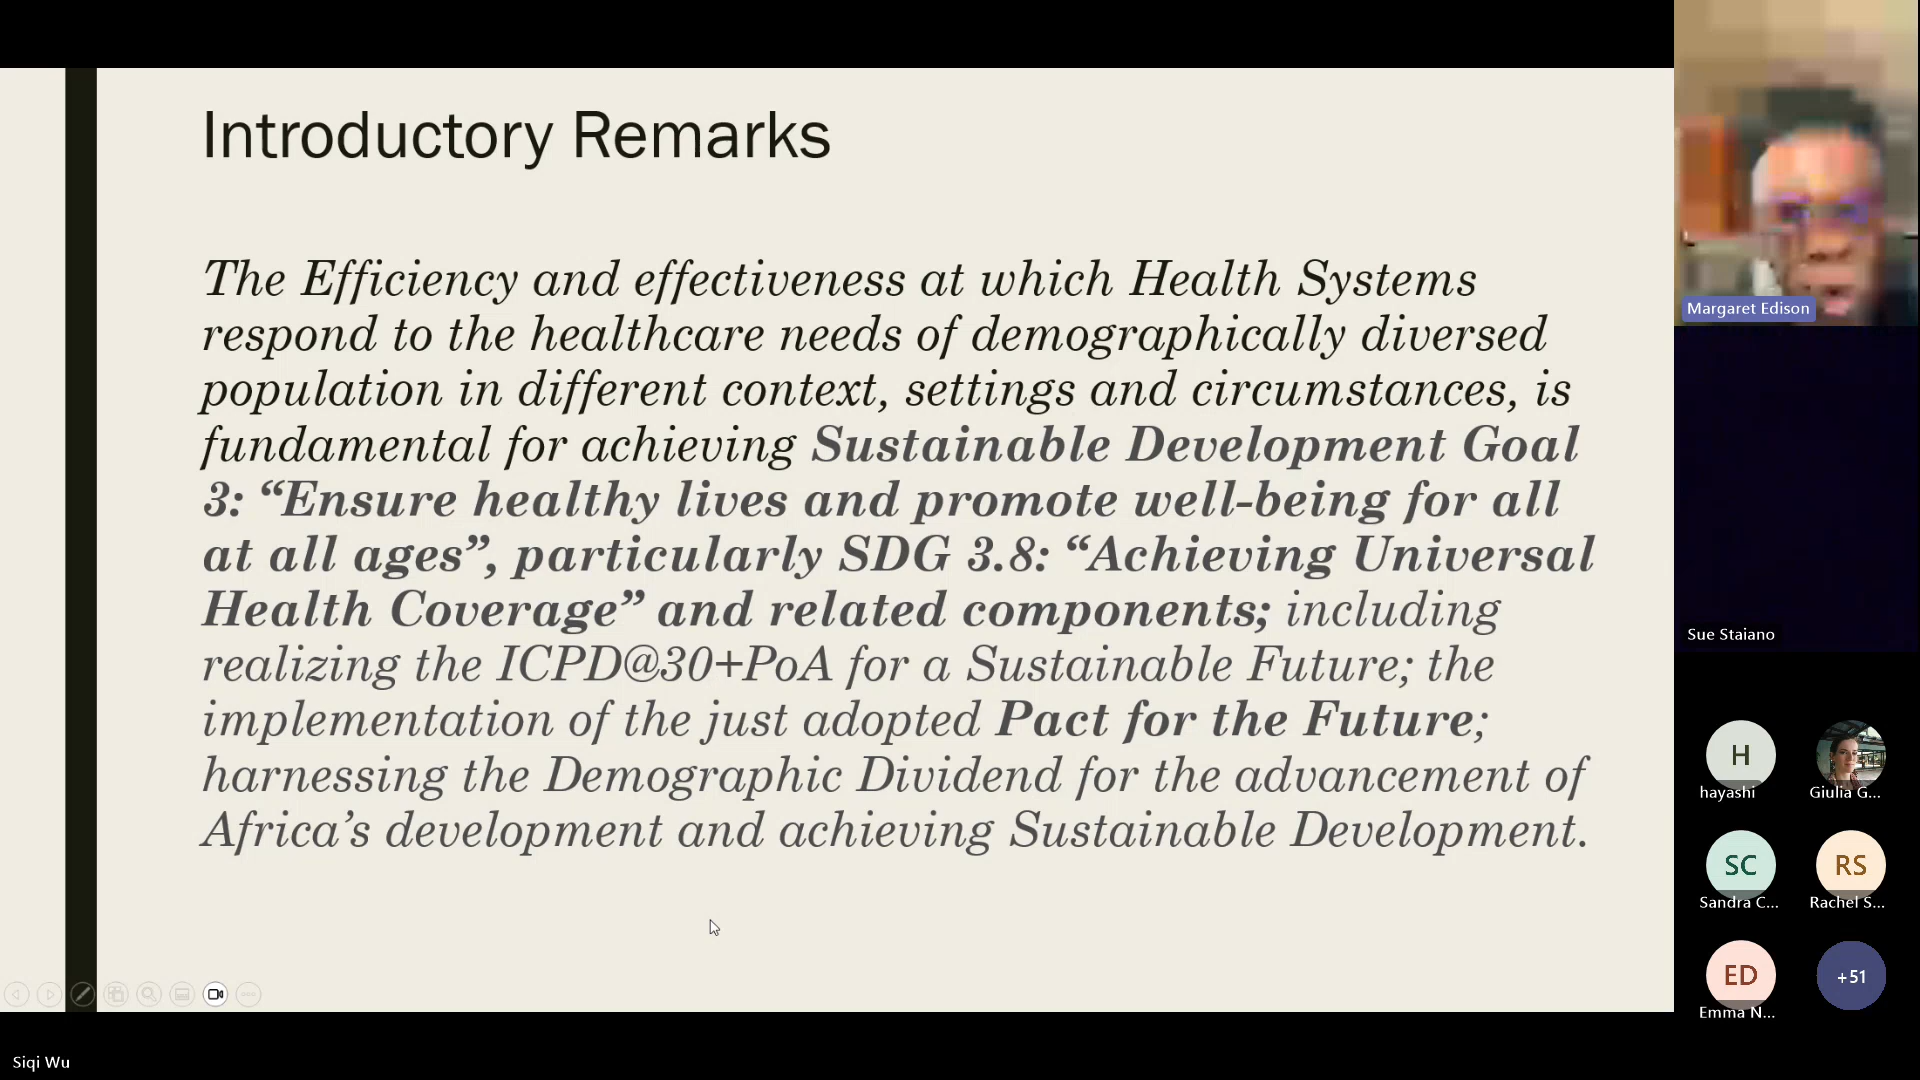 Introductory Remarks
The Efficiency and effectiveness at which Health Systems
respond to the healthcare needs of demographically diversed
population in different context, settings and circumstances, is
fundamental for achieving Sustainable Development Goal
3: “Ensure healthy lives and promote well-being for all
at all ages”, particularly SDG 3.8: “Achieving Universal
Health Coverage” and related components; including
realizing the ICPD@30+PoA for a Sustainable Future; the
implementation of the just adopted Pact for the Future;
harnessing the Demographic Dividend for the advancement of
Africa’s development and achieving Sustainable Development.
Margaret Edison
Sue Staiano
H
hayashi
Giulia G...
SC
Sandra C...
RS
Rachel S...
ED
Emma N...
+51
Siqi Wu